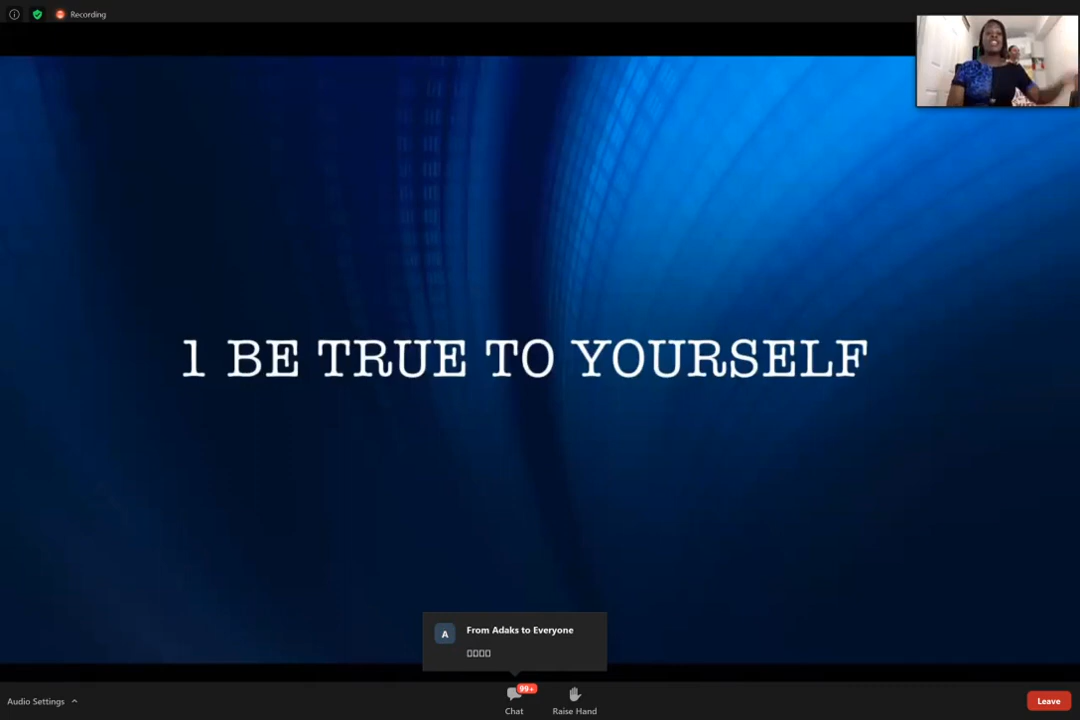 Recording
1 BE TRUE TO YOURSELF
A
From Adaks to Everyone
Audio Settings
99+
Chat
Raise Hand
Leave